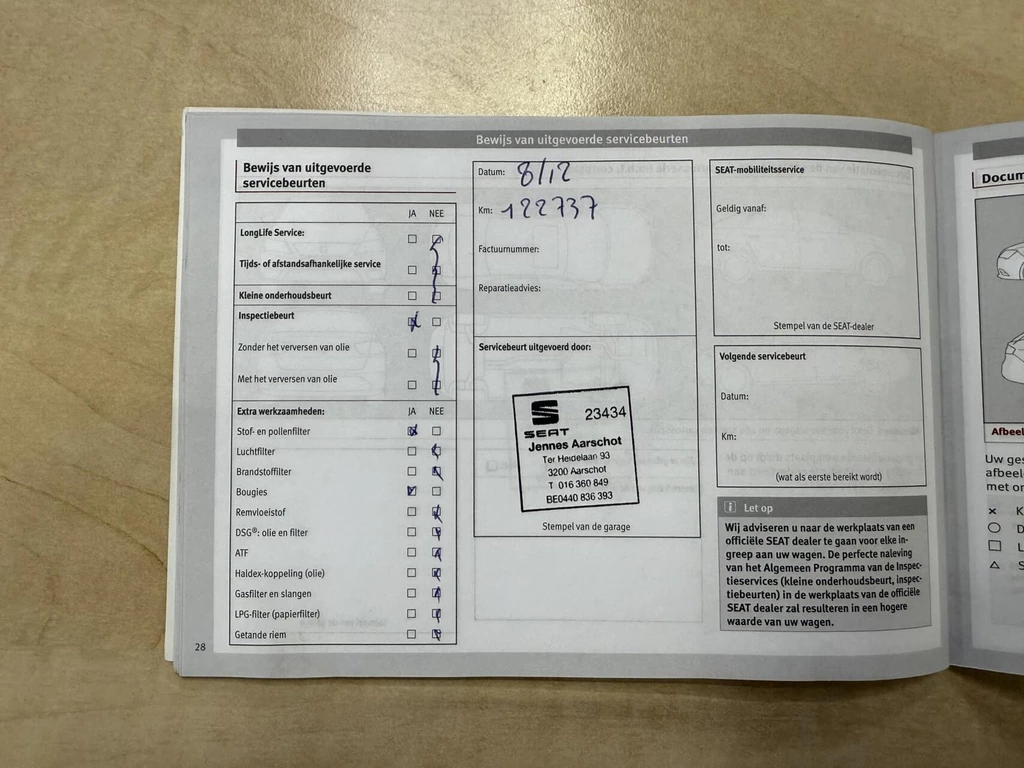 Bewijs van uitgevoerde servicebeurten
Bewijs van uitgevoerde
servicebeurten
JA NEE
LongLife Service:
Tijds- of afstandsafhankelijke service
Kleine onderhoudsbeurt
Inspectiebeurt
Zonder het verversen van olie
Met het verversen van olie
Extra werkzaamheden: JA NEE
Stof- en pollenfilter
Luchtfilter
Brandstoffilter
Bougies
Remvloeistof
DSG®: olie en filter
ATF
Haldex-koppeling (olie)
Gasfilter en slangen
LPG-filter (papierfilter)
Getande riem
28
Datum: 8/12
Km: 122737
Factuurnummer:
Reparatieadvies:
Servicebeurt uitgevoerd door:
23434
SEAT
Jennes Aarschot
Ter Heidelaan 93
3200 Aarschot
T 016 360 849
BE0440 836 393
Stempel van de garage
SEAT-mobiliteitsservice
Geldig vanaf:
tot:
Stempel van de SEAT-dealer
Volgende servicebeurt
Datum:
Km:
(wat als eerste bereikt wordt)
i Let op
Wij adviseren u naar de werkplaats van een
officiële SEAT dealer te gaan voor elke in-
greep aan uw wagen. De perfecte naleving
van het Algemeen Programma van de Inspec-
tieservices (kleine onderhoudsbeurt, inspec-
tiebeurten) in de werkplaats van de officiële
SEAT dealer zal resulteren in een hogere
waarde van uw wagen.
Docum
Afbeel
Uw ges
afbeel
met on
K
D
L
S